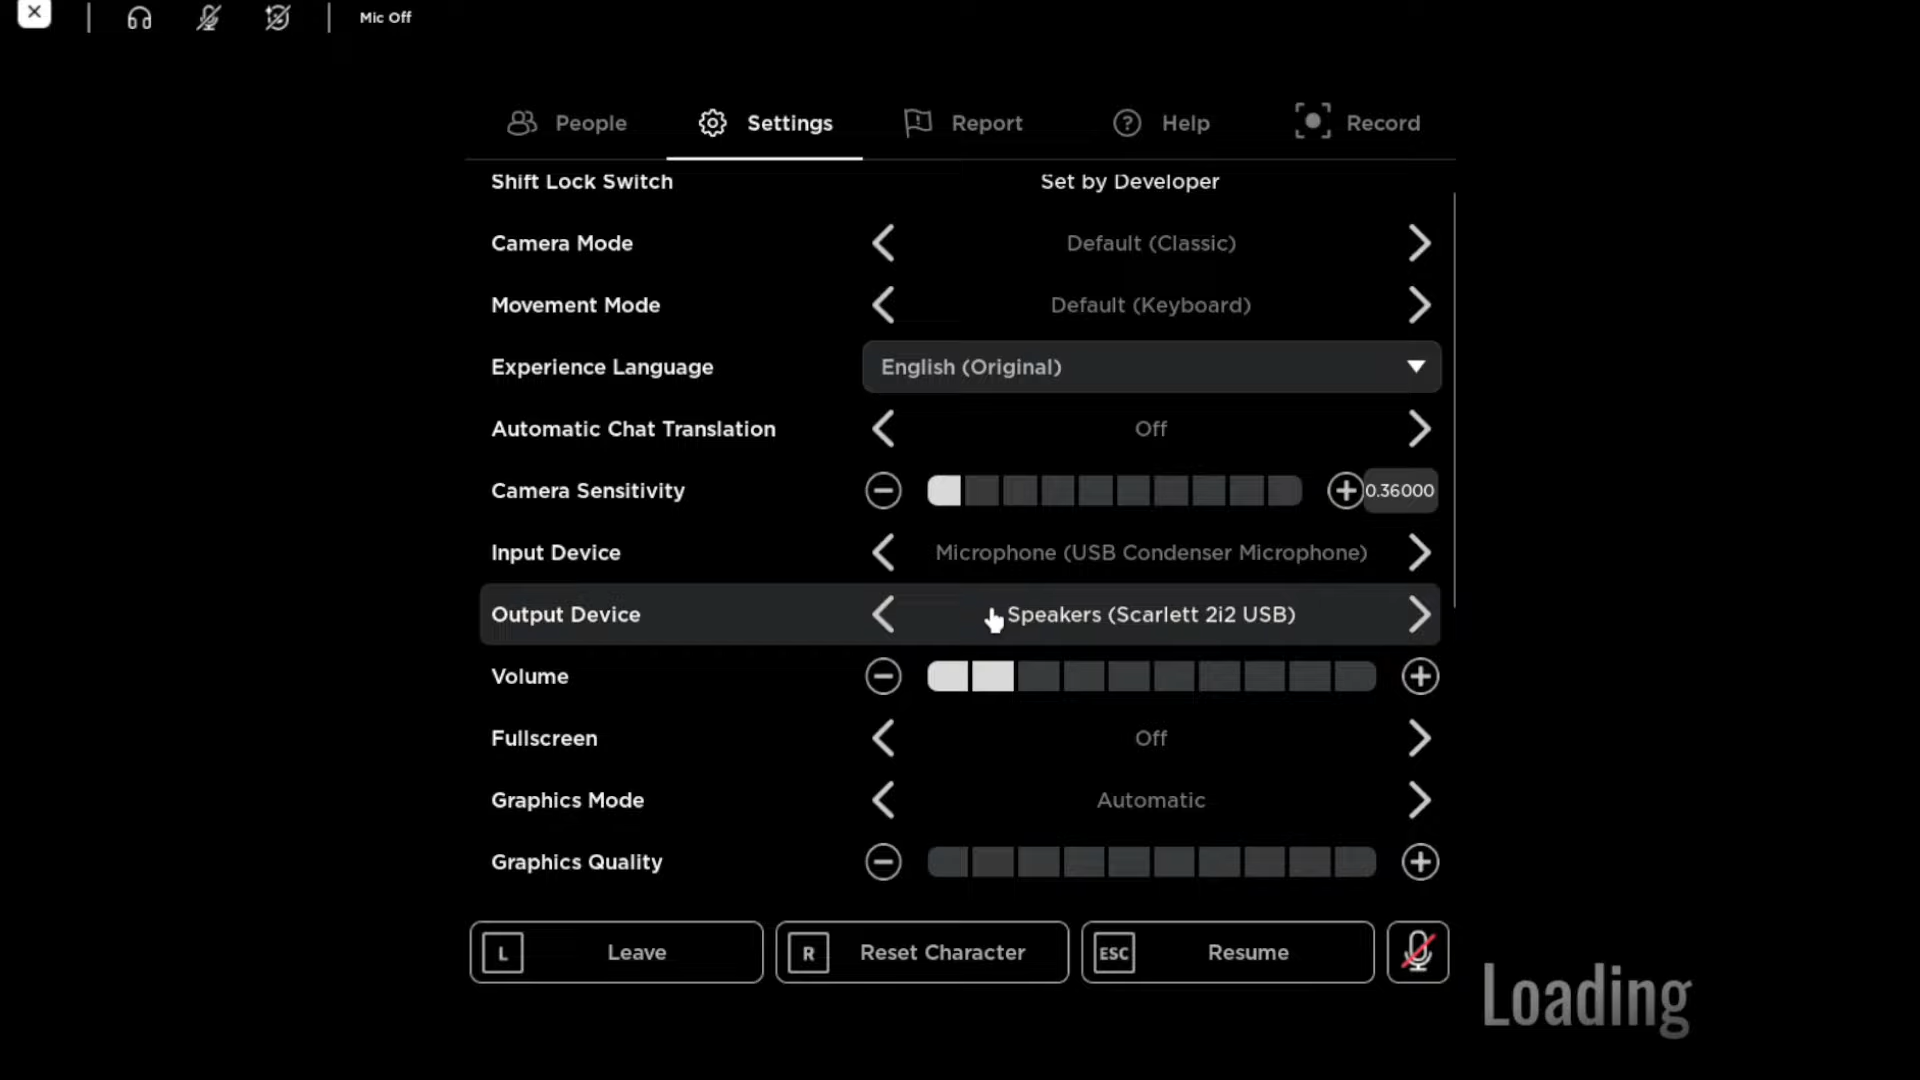 Mic Off
People
Settings
Report
Help
Record
Shift Lock Switch
Set by Developer
Camera Mode
Default (Classic)
Movement Mode
Default (Keyboard)
Experience Language
English (Original)
Automatic Chat Translation
Off
Camera Sensitivity
0.36000
Input Device
Microphone (USB Condenser Microphone)
Output Device
Speakers (Scarlett 2i2 USB)
Volume
Fullscreen
Off
Graphics Mode
Automatic
Graphics Quality
L
Leave
R
Reset Character
ESC
Resume
Loading